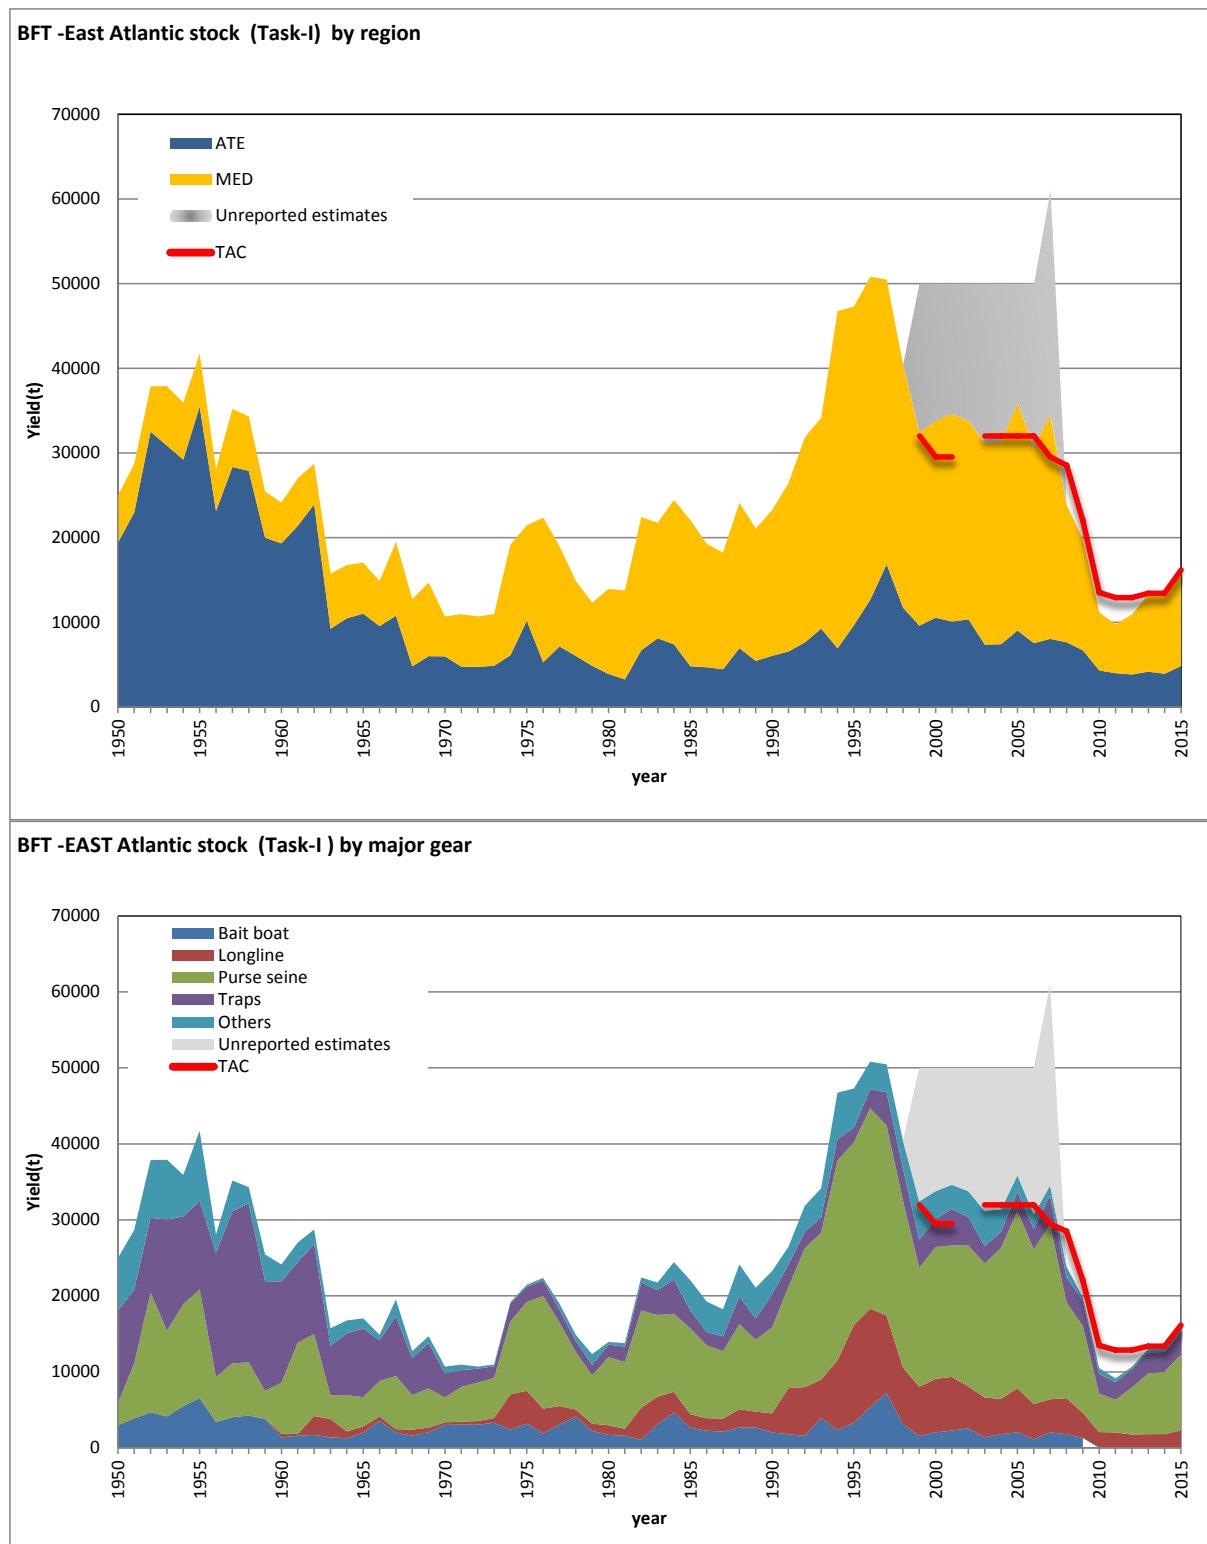 BFT -East Atlantic stock (Task-I) by region
70000
60000
50000
40000
30000
20000
10000
0
Yield(t)
ATE
MED
Unreported estimates
TAC
1950
1955
1960
1965
1970
1975
1980
1985
1990
1995
2000
2005
2010
2015
year
BFT -EAST Atlantic stock (Task-I ) by major gear
70000
60000
50000
40000
30000
20000
10000
0
Yield(t)
Bait boat
Longline
Purse seine
Traps
Others
Unreported estimates
TAC
1950
1955
1960
1965
1970
1975
1980
1985
1990
1995
2000
2005
2010
2015
year